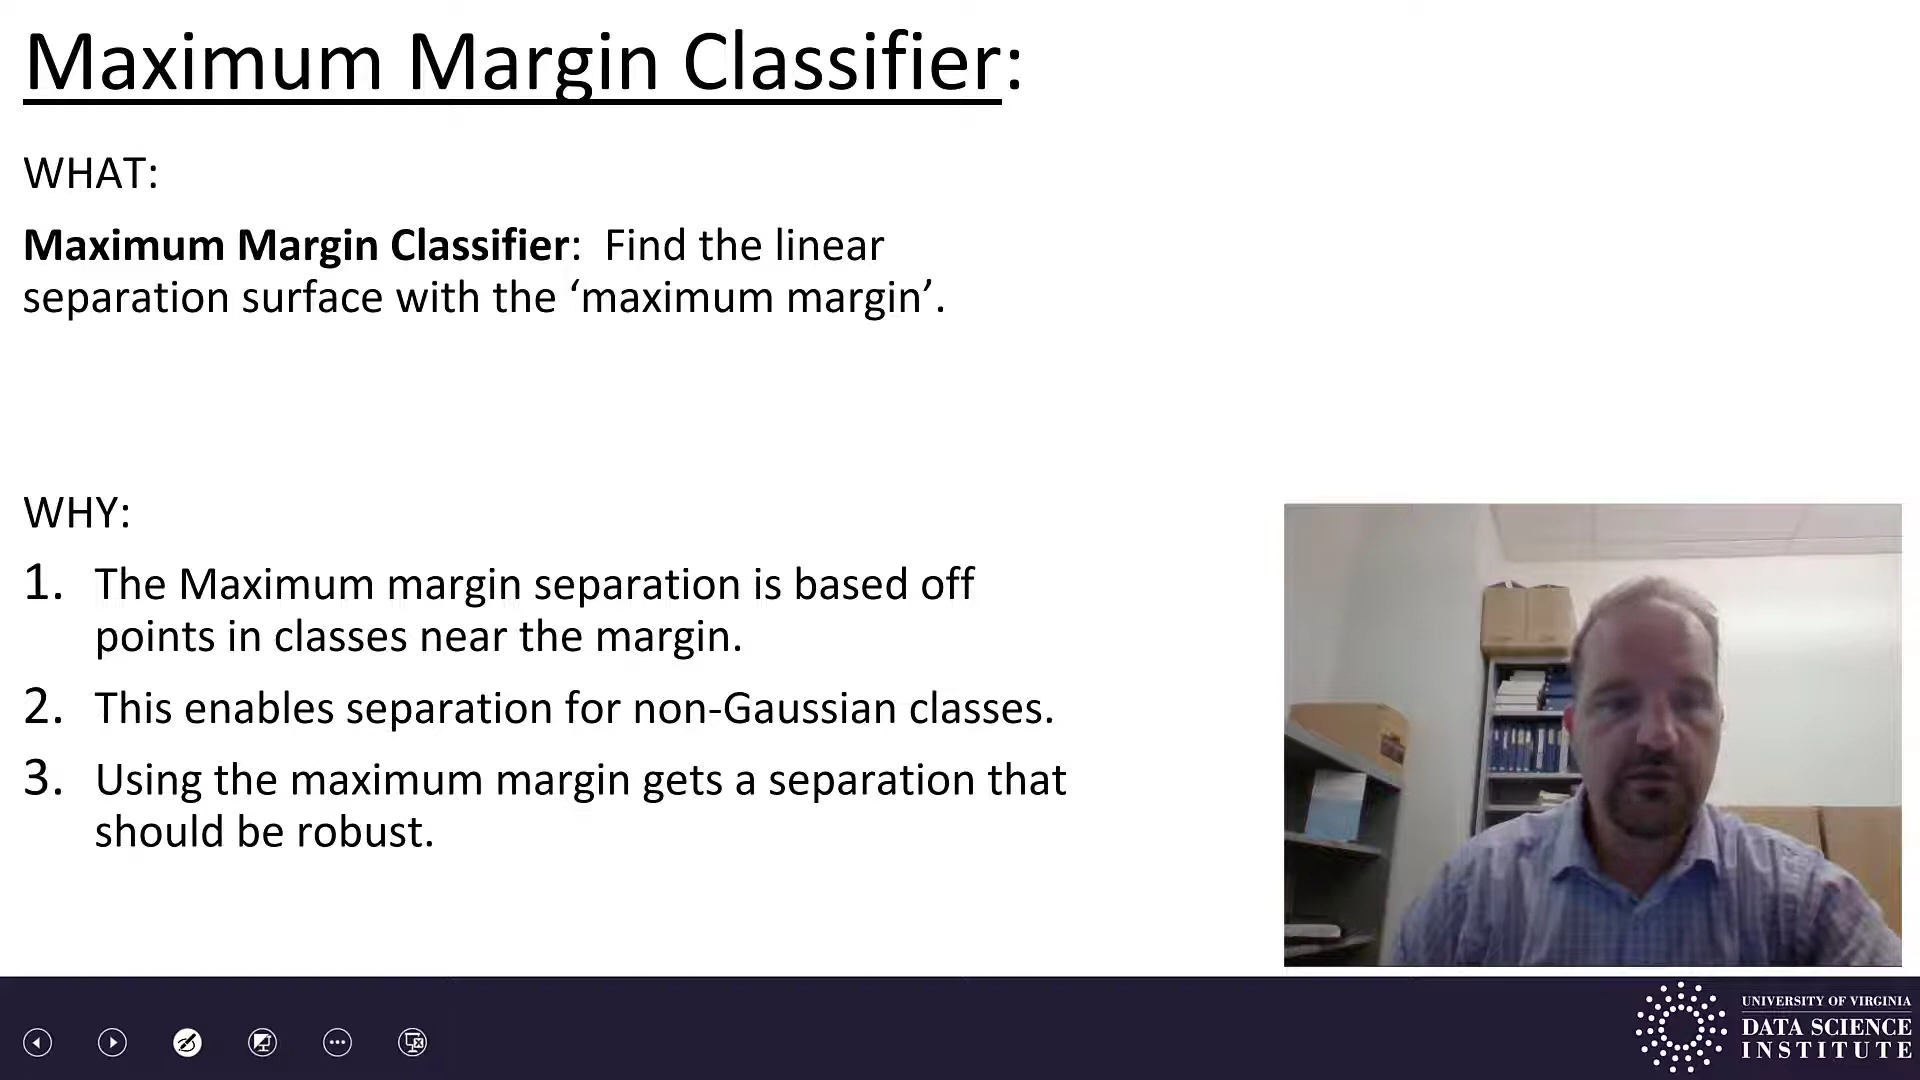 Maximum Margin Classifier:
WHAT:
Maximum Margin Classifier: Find the linear
separation surface with the ‘maximum margin’.
WHY:
1. The Maximum margin separation is based off
points in classes near the margin.
2. This enables separation for non-Gaussian classes.
3. Using the maximum margin gets a separation that
should be robust.
UNIVERSITY OF VIRGINIA
DATA SCIENCE
INSTITUTE